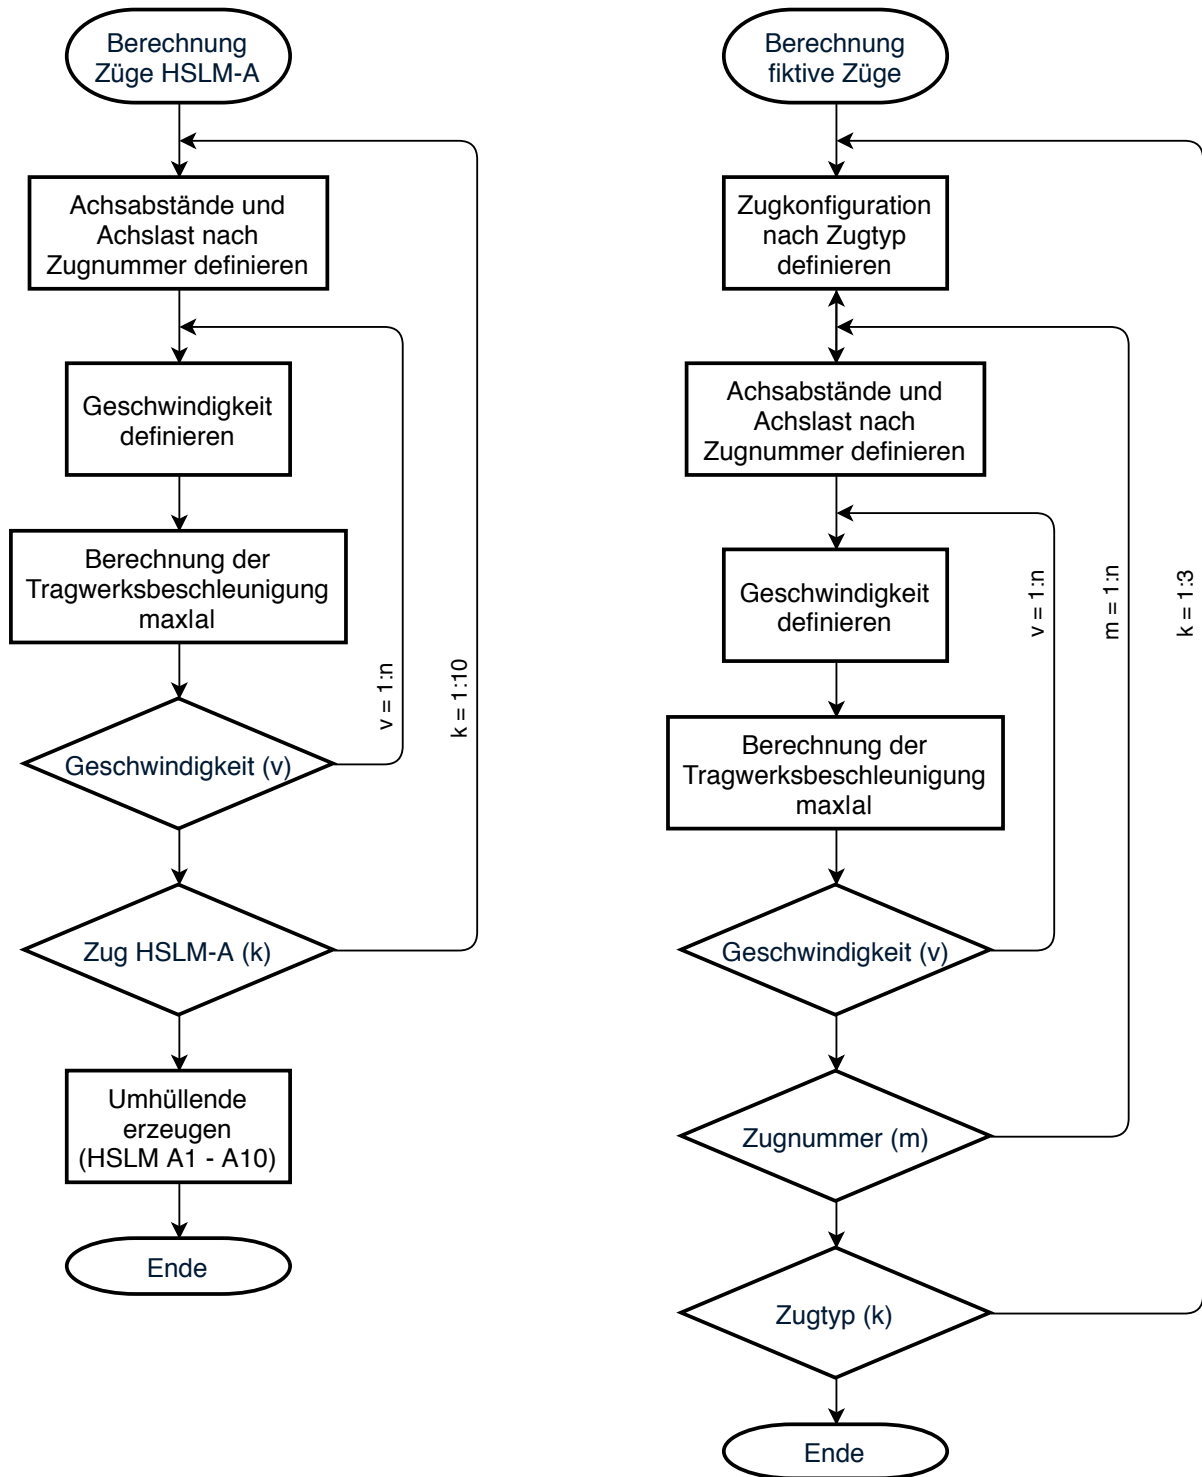 Berechnung
Züge HSLM-A
Achsabstände und
Achslast nach
Zugnummer definieren
Geschwindigkeit
definieren
Berechnung der
Tragwerksbeschleunigung
maxlal
Geschwindigkeit (v)
v = 1:n
Zug HSLM-A (k)
k = 1:10
Umhüllende
erzeugen
(HSLM A1 - A10)
Ende
Berechnung
fiktive Züge
Zugkonfiguration
nach Zugtyp
definieren
Achsabstände und
Achslast nach
Zugnummer definieren
Geschwindigkeit
definieren
Berechnung der
Tragwerksbeschleunigung
maxlal
Geschwindigkeit (v)
v = 1:n
Zugnummer (m)
m = 1:n
Zugtyp (k)
k = 1:3
Ende